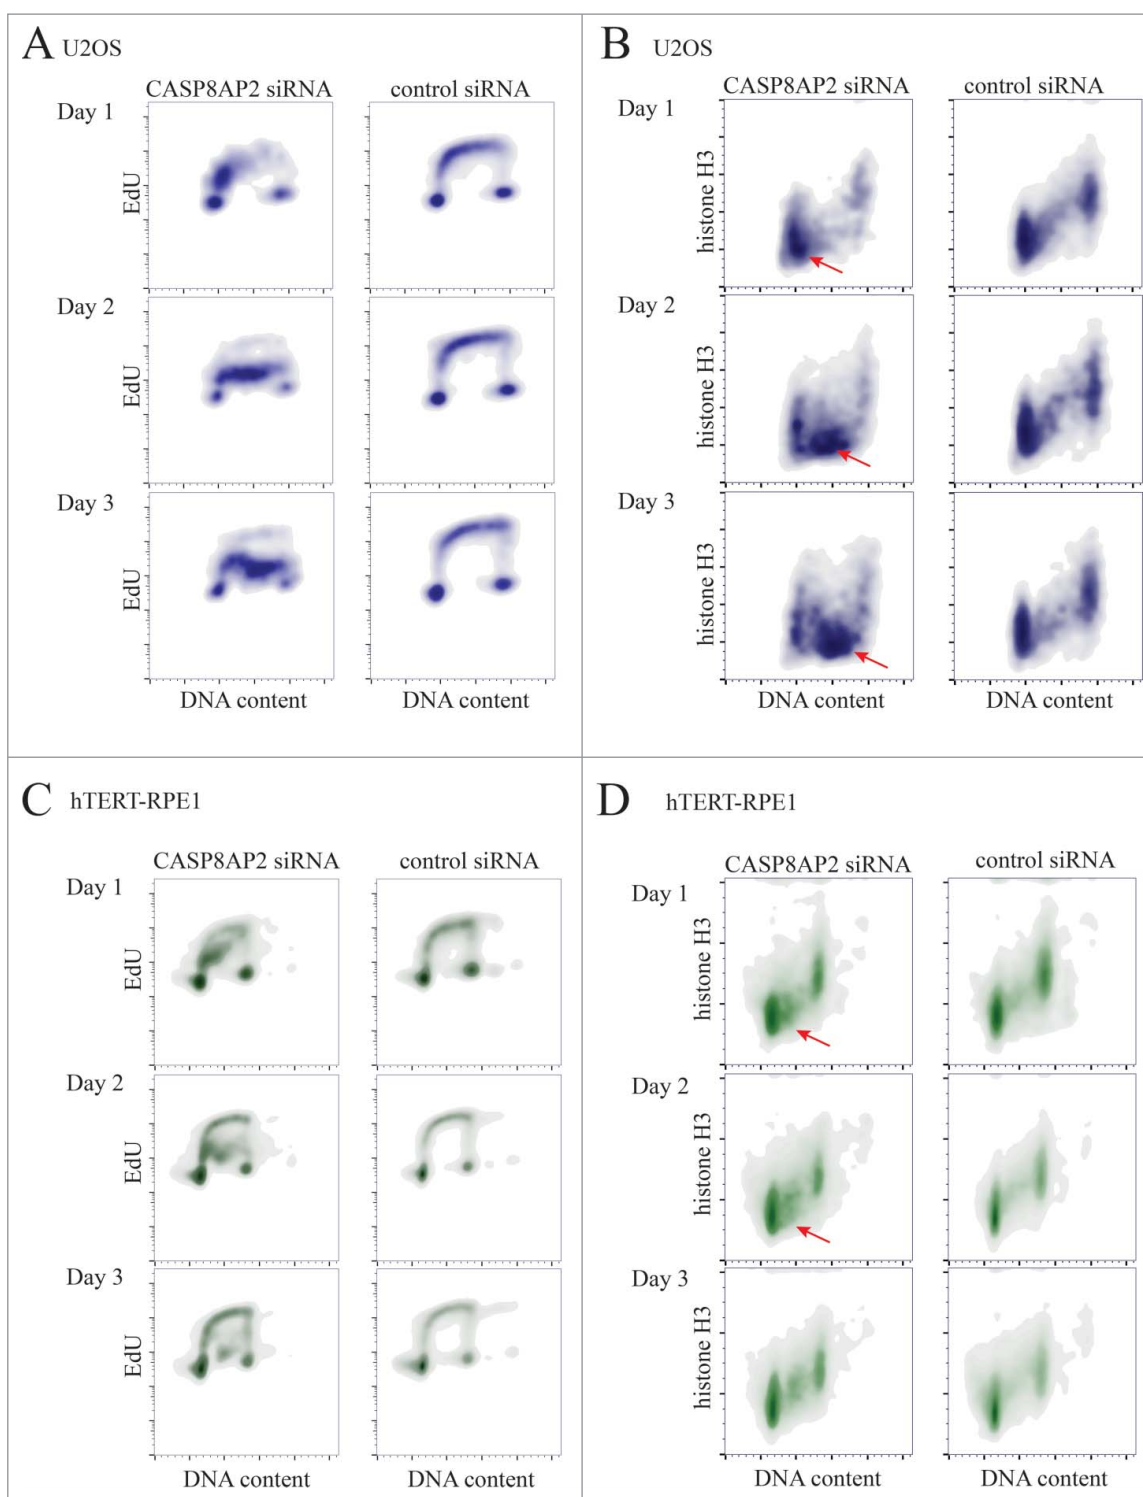 A U2OS
CASP8AP2 siRNA control siRNA
Day 1
EdU
Day 2
EdU
Day 3
EdU
DNA content DNA content
B U2OS
CASP8AP2 siRNA control siRNA
Day 1
histone H3
Day 2
histone H3
Day 3
histone H3
DNA content DNA content
C hTERT-RPE1
CASP8AP2 siRNA control siRNA
Day 1
EdU
Day 2
EdU
Day 3
EdU
DNA content DNA content
D hTERT-RPE1
CASP8AP2 siRNA control siRNA
Day 1
histone H3
Day 2
histone H3
Day 3
histone H3
DNA content DNA content